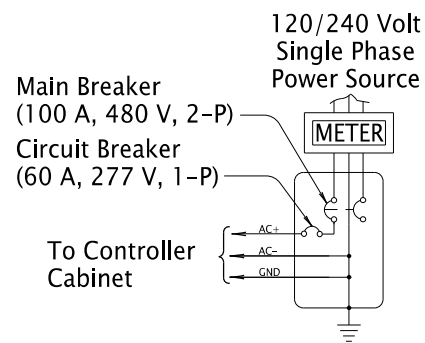 120/240 Volt
Single Phase
Power Source
Main Breaker
(100 A, 480 V, 2-P)
METER
Circuit Breaker
(60 A, 277 V, 1-P)
AC+
To Controller
Cabinet
AC-
GND